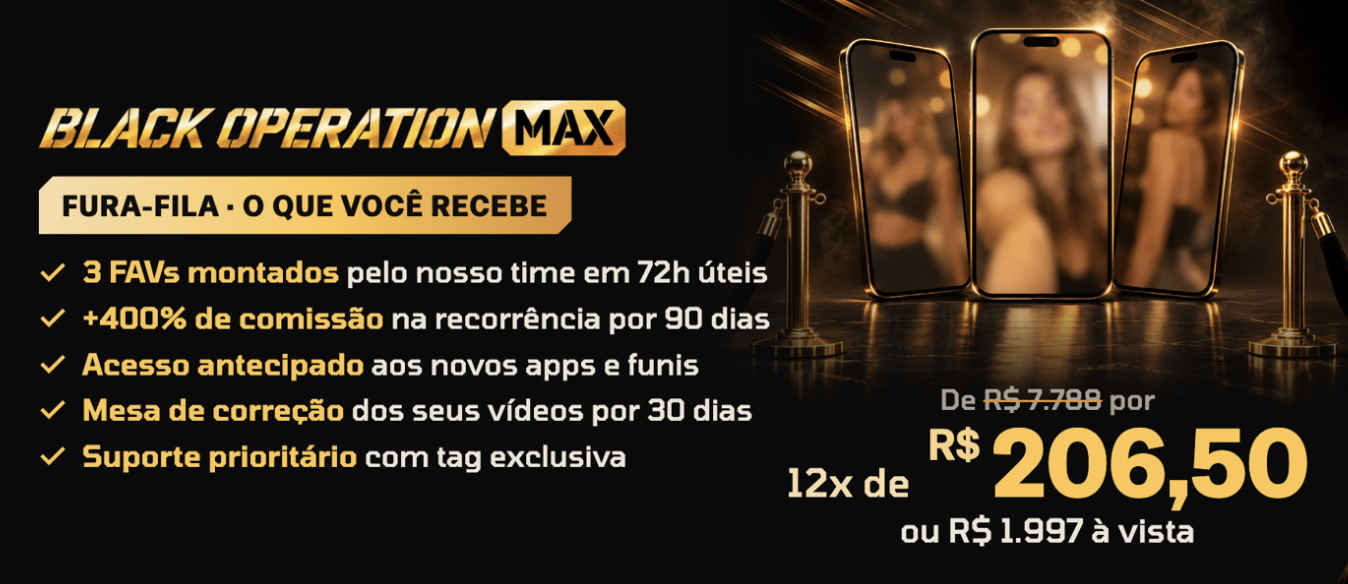 BLACK OPERATION MAX
FURA-FILA · O QUE VOCÊ RECEBE
✓ 3 FAVs montados pelo nosso time em 72h úteis
✓ +400% de comissão na recorrência por 90 dias
✓ Acesso antecipado aos novos apps e funis
✓ Mesa de correção dos seus vídeos por 30 dias
✓ Suporte prioritário com tag exclusiva
De R$ 7.788 por
12x de R$ 206,50
ou R$ 1.997 à vista